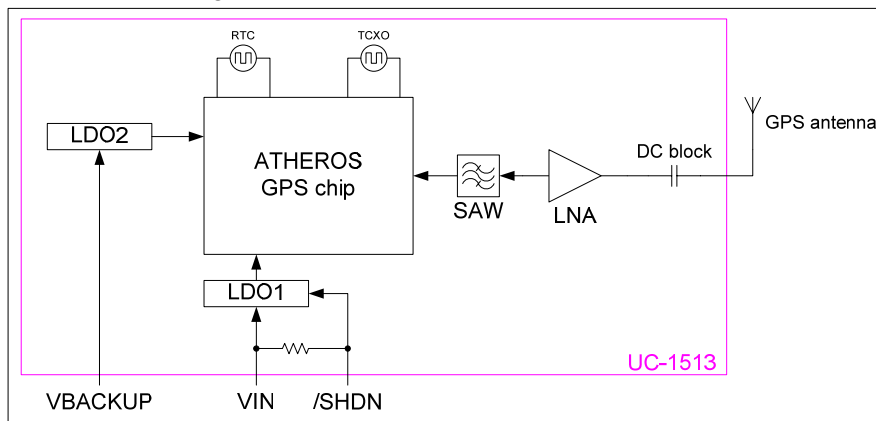 RTC
TCXO
GPS antenna
LDO2
DC block
ATHEROS
GPS chip
SAW
LNA
LDO1
UC-1513
VBACKUP
VIN
/SHDN